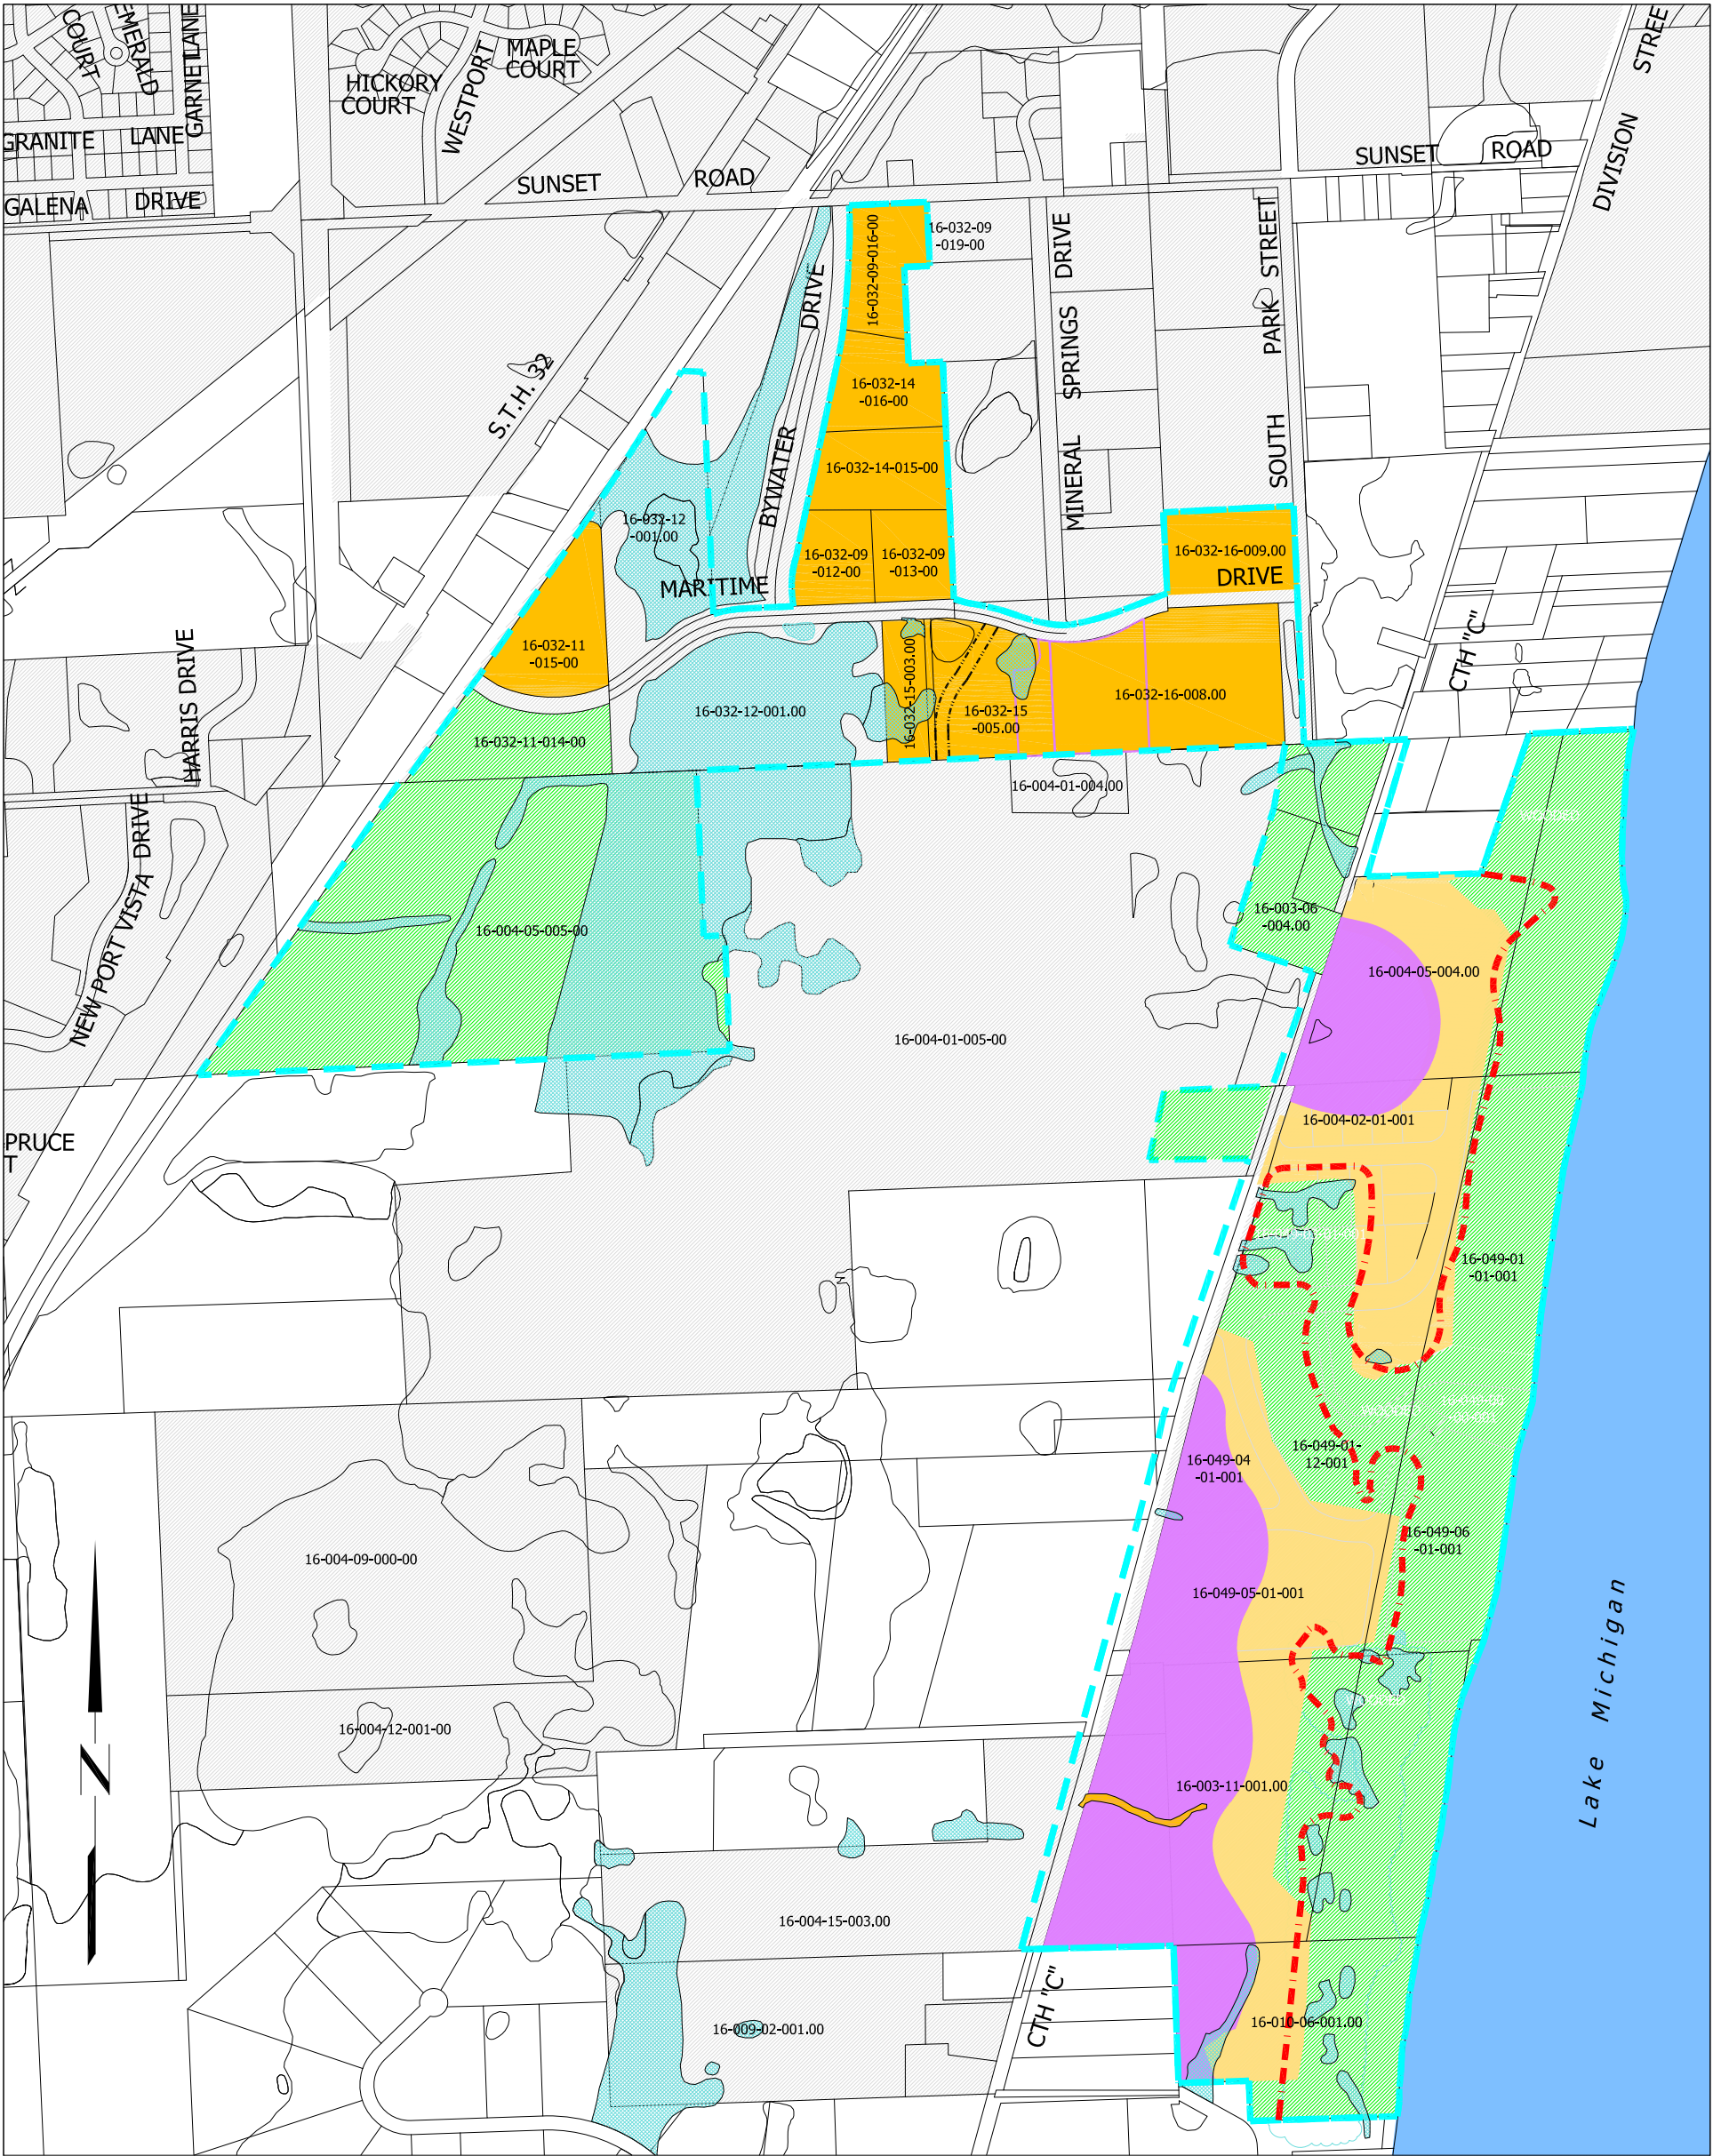 COURT
EMERALD
GARNET LANE
HICKORY
COURT
WESTPORT
MAPLE
COURT
GRANITE LANE
GALENA DRIVE
SUNSET ROAD
SUNSET ROAD
DIVISION STREE
S.T.H. 32
BYWATER DRIVE
16-032-09-016-00
16-032-09
-019-00
MINERAL SPRINGS DRIVE
SOUTH PARK STREET
16-032-14
-016-00
16-032-14-015-00
16-032-12
-001.00
16-032-09
-012-00
16-032-09
-013-00
16-032-16-009.00
MARITIME DRIVE
16-032-11
-015-00
HARRIS DRIVE
CTH "C"
16-032-12-001.00
16-032-15-003.00
16-032-15
-005.00
16-032-16-008.00
16-032-11-014-00
16-004-01-004.00
WOODED
NEW PORT VISTA DRIVE
16-003-06
-004.00
16-004-05-005-00
16-004-05-004.00
16-004-01-005-00
PRUCE
T
16-004-02-01-001
16-049-01
-01-001
WOODED
16-049-01-
12-001
16-049-04
-01-001
16-049-06
-01-001
16-004-09-000-00
16-049-05-01-001
WOODED
16-004-12-001-00
N
16-003-11-001.00
Lake Michigan
16-004-15-003.00
CTH "C"
16-009-02-001.00
16-010-06-001.00